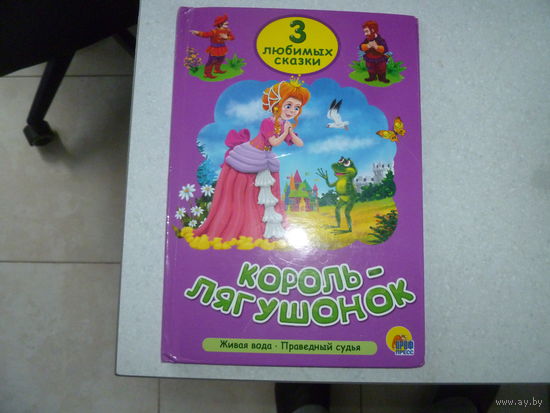 3
любимых
сказки
КОРОЛЬ-
ЛЯГУШОНОК
Живая вода · Праведный судья
ПРОФ
ПРЕСС
www.ay.by